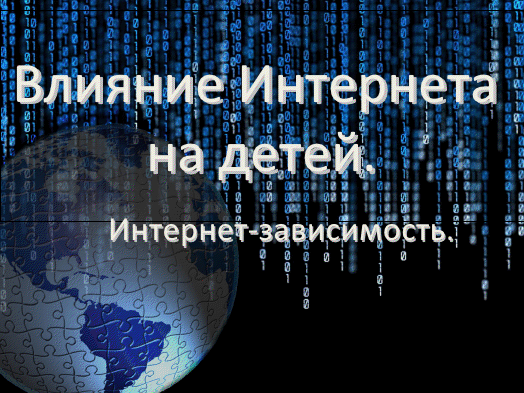 Влияние Интернета
на детей.
Интернет-зависимость.